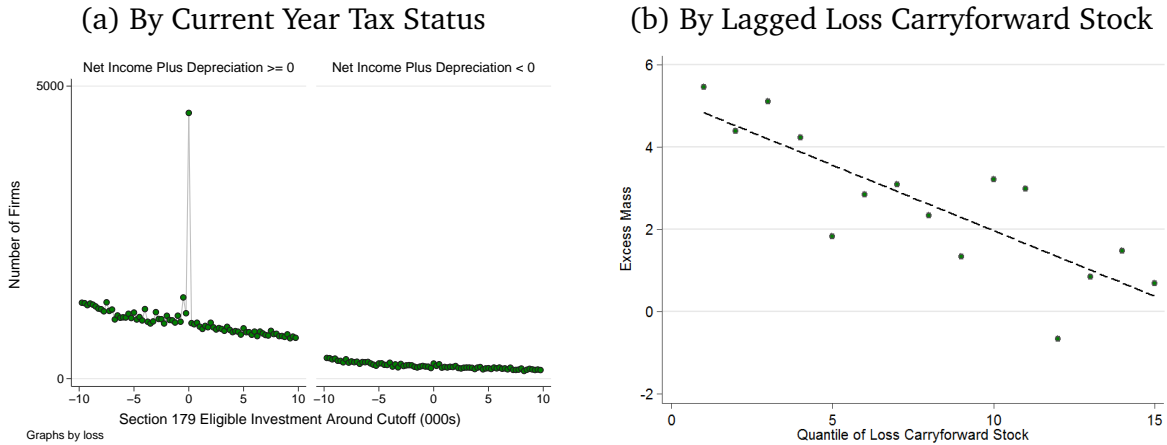 (a) By Current Year Tax Status
Net Income Plus Depreciation >= 0
Net Income Plus Depreciation < 0
5000
0
Number of Firms
−10 −5 0 5 10
−10 −5 0 5 10
Section 179 Eligible Investment Around Cutoff (000s)
Graphs by loss
(b) By Lagged Loss Carryforward Stock
6
4
2
0
-2
Excess Mass
0 5 10 15
Quantile of Loss Carryforward Stock